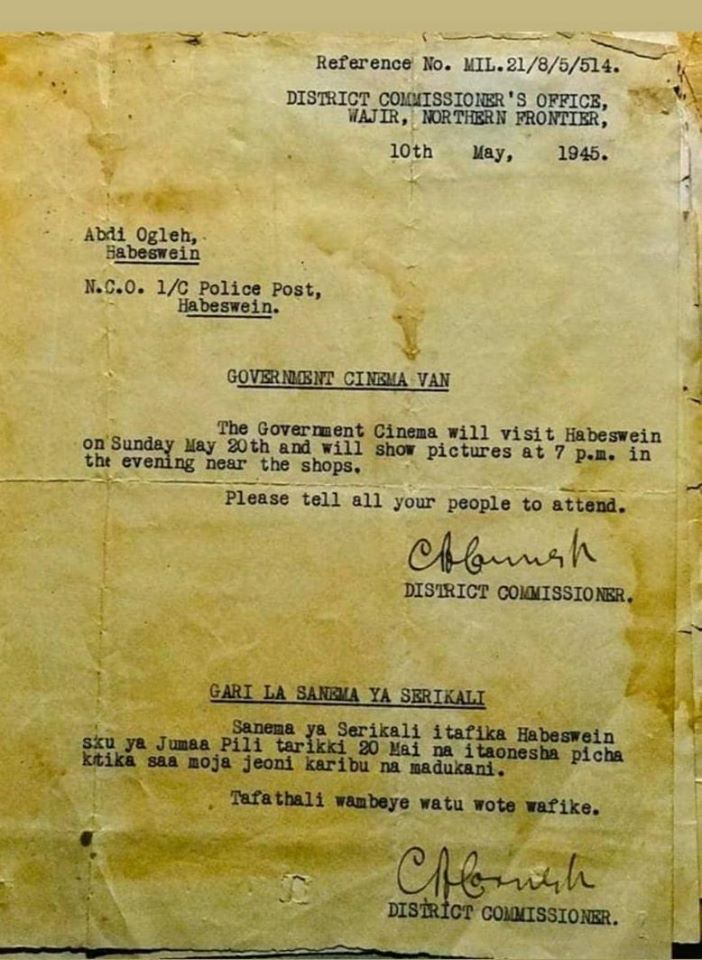 Reference No. MIL.21/8/5/514.
DISTRICT COMMISSIONER'S OFFICE,
WAJIR, NORTHERN FRONTIER,
10th May, 1945.
Abdi Ogleh,
Habeswein
N.C.O. 1/C Police Post,
Habeswein.
GOVERNMENT CINEMA VAN
The Government Cinema will visit Habeswein
on Sunday May 20th and will show pictures at 7 p.m. in
the evening near the shops.
Please tell all your people to attend.
DISTRICT COMMISSIONER.
GARI LA SANEMA YA SERIKALI
Sanema ya Serikali itafika Habeswein
siku ya Jumaa Pili tarikki 20 Mai na itaonesha picha
katika saa moja jeoni karibu na madukani.
Tafathali wambeye watu wote wafike.
DISTRICT COMMISSIONER.